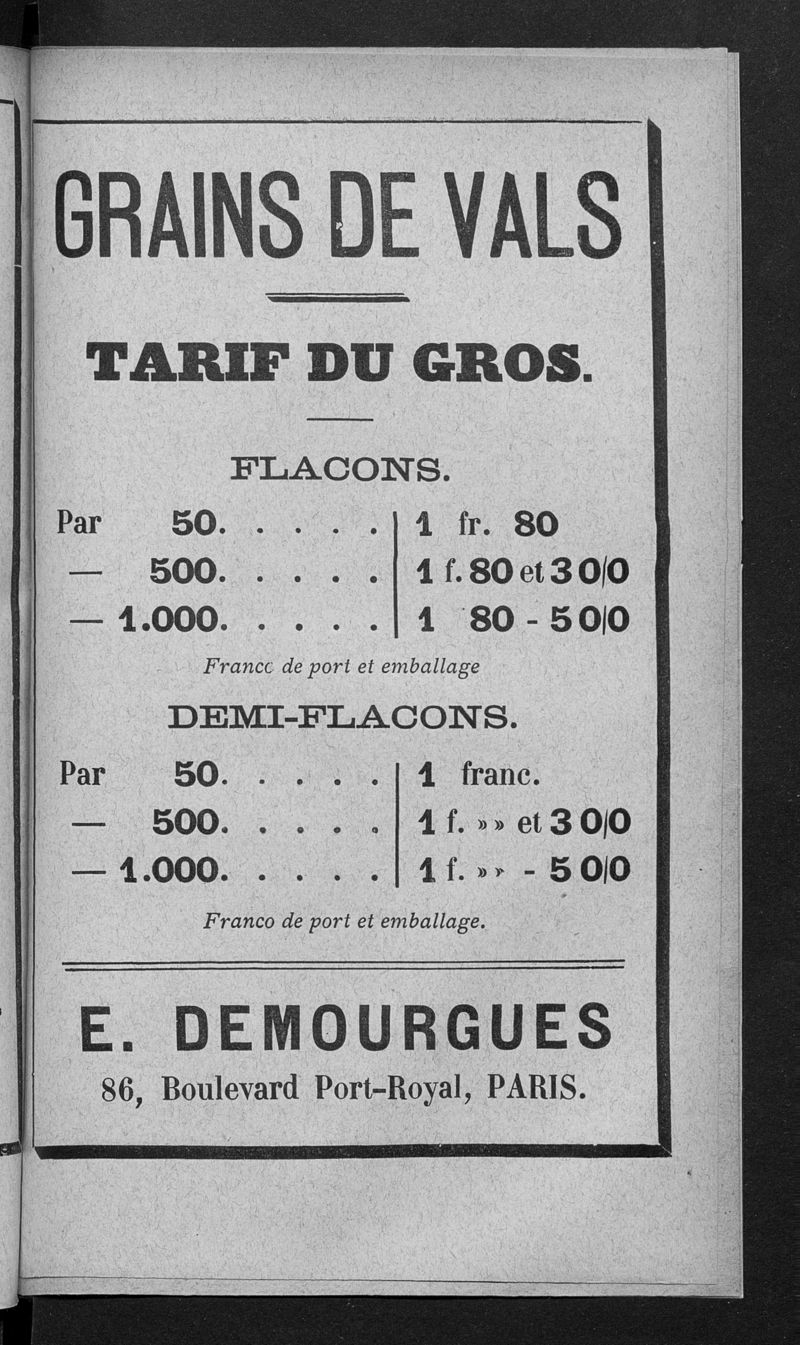 GRAINS DE VALS
TARIF DU GROS.
FLACONS.
Par 50. . . . . 1 fr. 80
— 500. . . . . 1 f. 80 et 3 0/0
— 1.000. . . . . 1 80 - 5 0|0
Franco de port et emballage
DEMI-FLACONS.
Par 50. . . . . 1 franc.
— 500. . . . . 1 f. »» et 3 0|0
— 1.000. . . . . 1 f. »» - 5 0|0
Franco de port et emballage.
E. DEMOURGUES
86, Boulevard Port-Royal, PARIS.